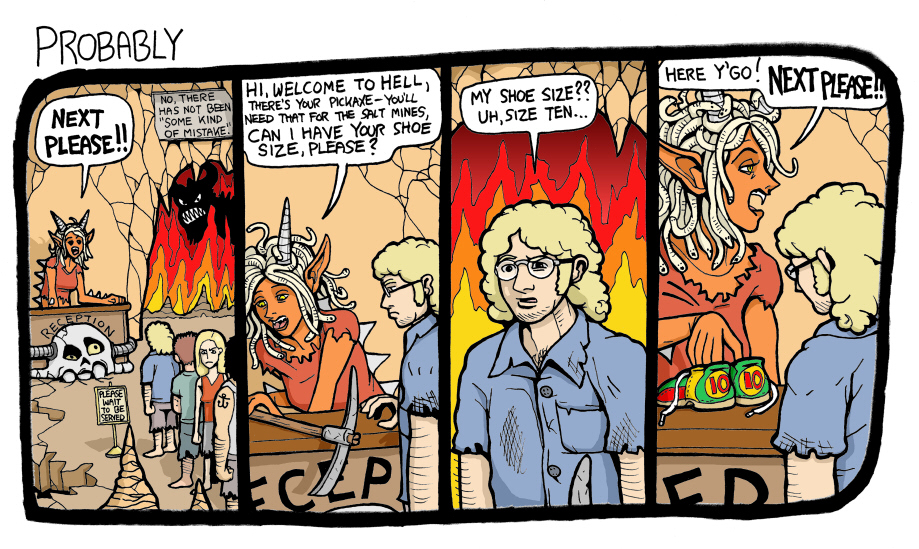 PROBABLY
NEXT
PLEASE!!
NO, THERE
HAS NOT BEEN
"SOME KIND
OF MISTAKE."
RECEPTION
PLEASE
WAIT
TO BE
SERVED
HI, WELCOME TO HELL,
THERE'S YOUR PICKAXE-YOU'LL
NEED THAT FOR THE SALT MINES,
CAN I HAVE YOUR SHOE
SIZE, PLEASE?
ECEP
MY SHOE SIZE??
UH, SIZE TEN...
HERE Y'GO!
NEXT PLEASE!!
10 10
ED